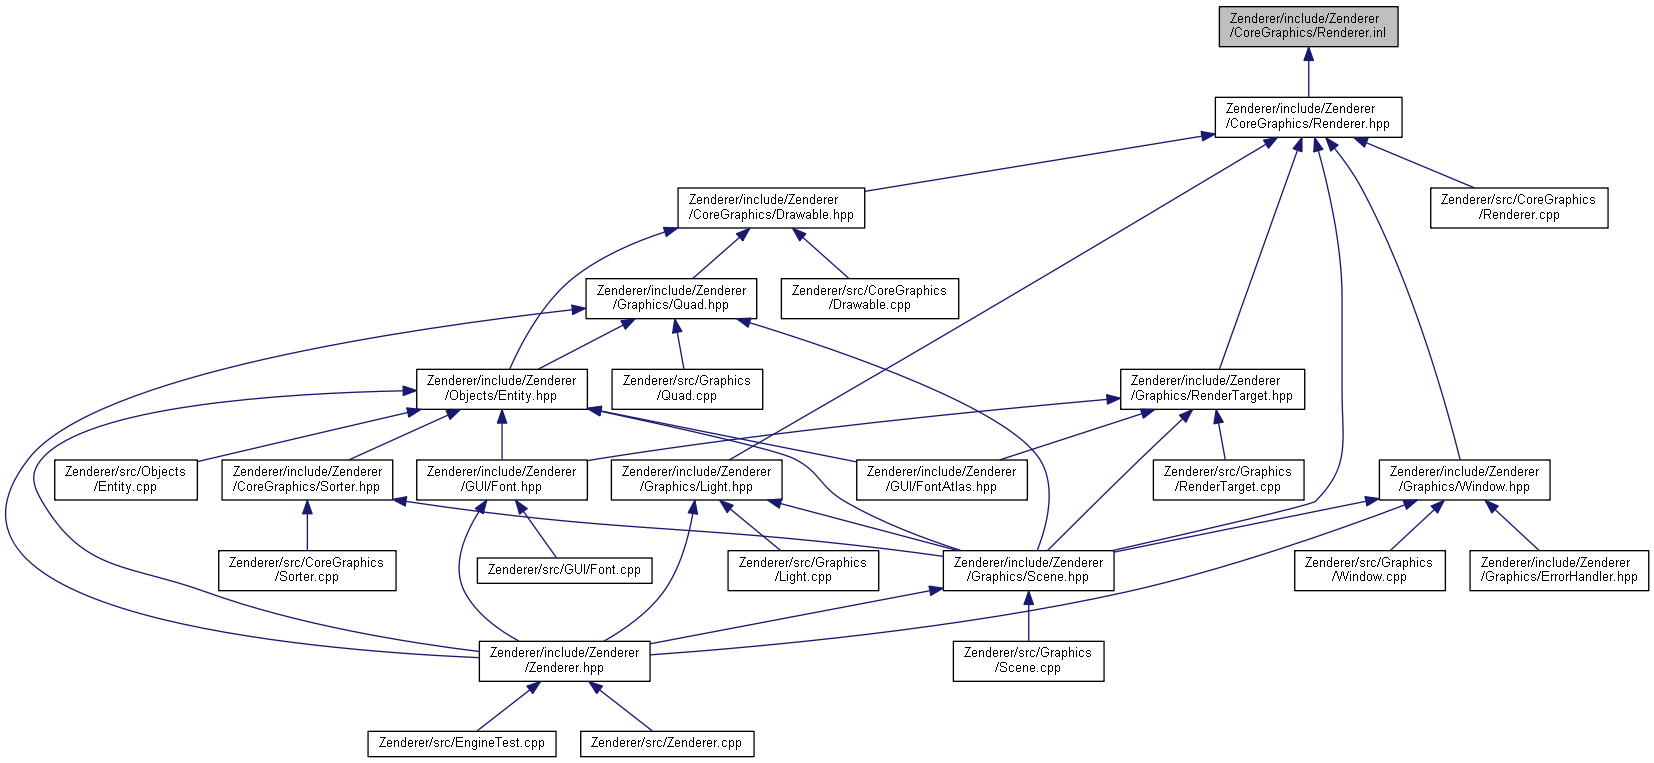 Zenderer/include/Zenderer
/CoreGraphics/Renderer.inl
Zenderer/include/Zenderer
/CoreGraphics/Renderer.hpp
Zenderer/include/Zenderer
/CoreGraphics/Drawable.hpp
Zenderer/src/CoreGraphics
/Renderer.cpp
Zenderer/include/Zenderer
/Graphics/Quad.hpp
Zenderer/src/CoreGraphics
/Drawable.cpp
Zenderer/include/Zenderer
/Objects/Entity.hpp
Zenderer/src/Graphics
/Quad.cpp
Zenderer/include/Zenderer
/Graphics/RenderTarget.hpp
Zenderer/src/Objects
/Entity.cpp
Zenderer/include/Zenderer
/CoreGraphics/Sorter.hpp
Zenderer/include/Zenderer
/GUI/Font.hpp
Zenderer/include/Zenderer
/Graphics/Light.hpp
Zenderer/include/Zenderer
/GUI/FontAtlas.hpp
Zenderer/src/Graphics
/RenderTarget.cpp
Zenderer/include/Zenderer
/Graphics/Window.hpp
Zenderer/src/CoreGraphics
/Sorter.cpp
Zenderer/src/GUI/Font.cpp
Zenderer/src/Graphics
/Light.cpp
Zenderer/include/Zenderer
/Graphics/Scene.hpp
Zenderer/src/Graphics
/Window.cpp
Zenderer/include/Zenderer
/Graphics/ErrorHandler.hpp
Zenderer/include/Zenderer
/Zenderer.hpp
Zenderer/src/Graphics
/Scene.cpp
Zenderer/src/EngineTest.cpp
Zenderer/src/Zenderer.cpp